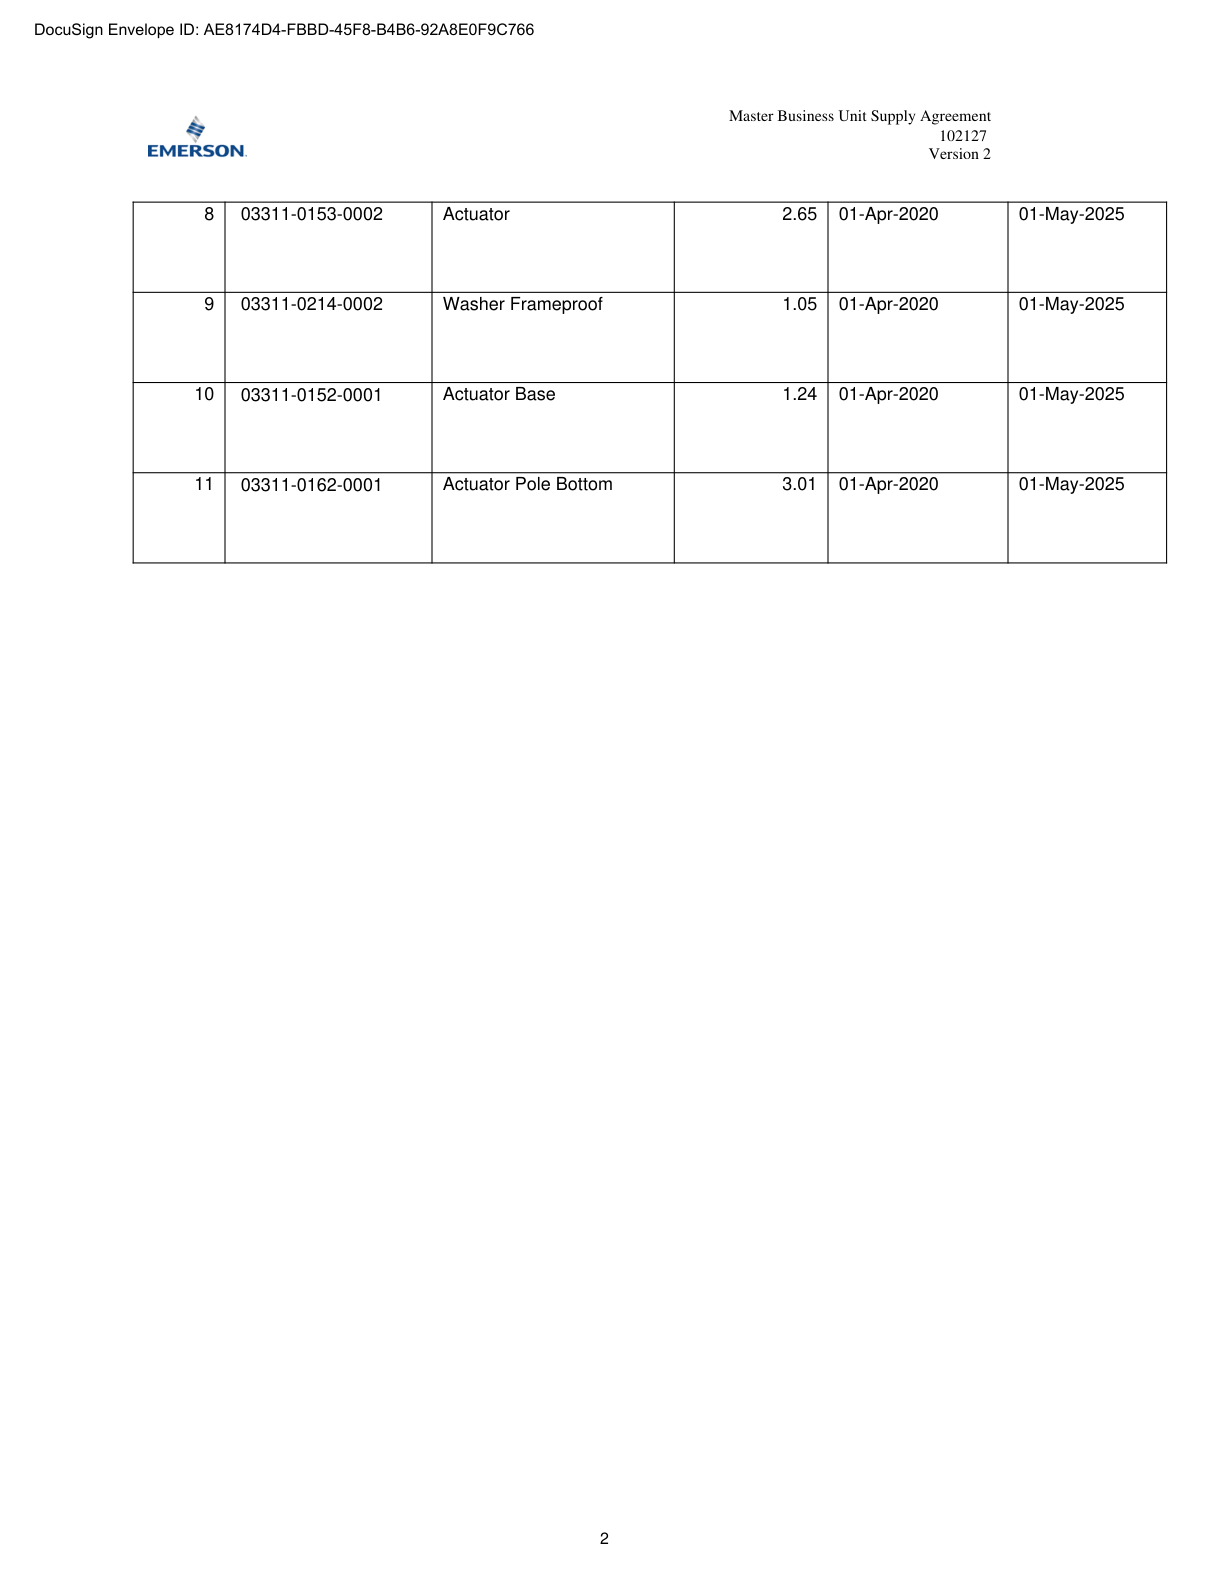 DocuSign Envelope ID: AE8174D4-FBBD-45F8-B4B6-92A8E0F9C766
EMERSON
Master Business Unit Supply Agreement
102127
Version 2
8 03311-0153-0002 Actuator 2.65 01-Apr-2020 01-May-2025
9 03311-0214-0002 Washer Frameproof 1.05 01-Apr-2020 01-May-2025
10 03311-0152-0001 Actuator Base 1.24 01-Apr-2020 01-May-2025
11 03311-0162-0001 Actuator Pole Bottom 3.01 01-Apr-2020 01-May-2025
2